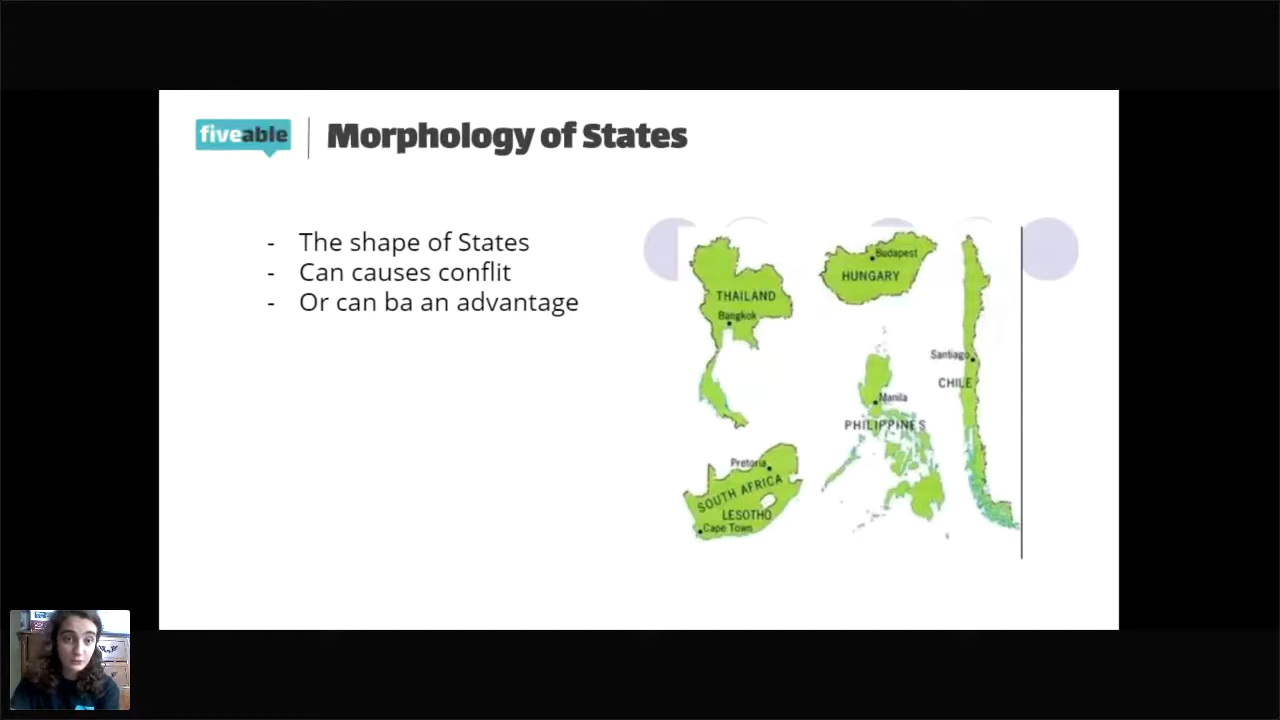 fiveable
Morphology of States
- The shape of States
- Can causes conflit
- Or can ba an advantage
THAILAND
Bangkok
Budapest
HUNGARY
Santiago
CHILE
Manila
PHILIPPINES
Pretoria
SOUTH AFRICA
LESOTHO
Cape Town